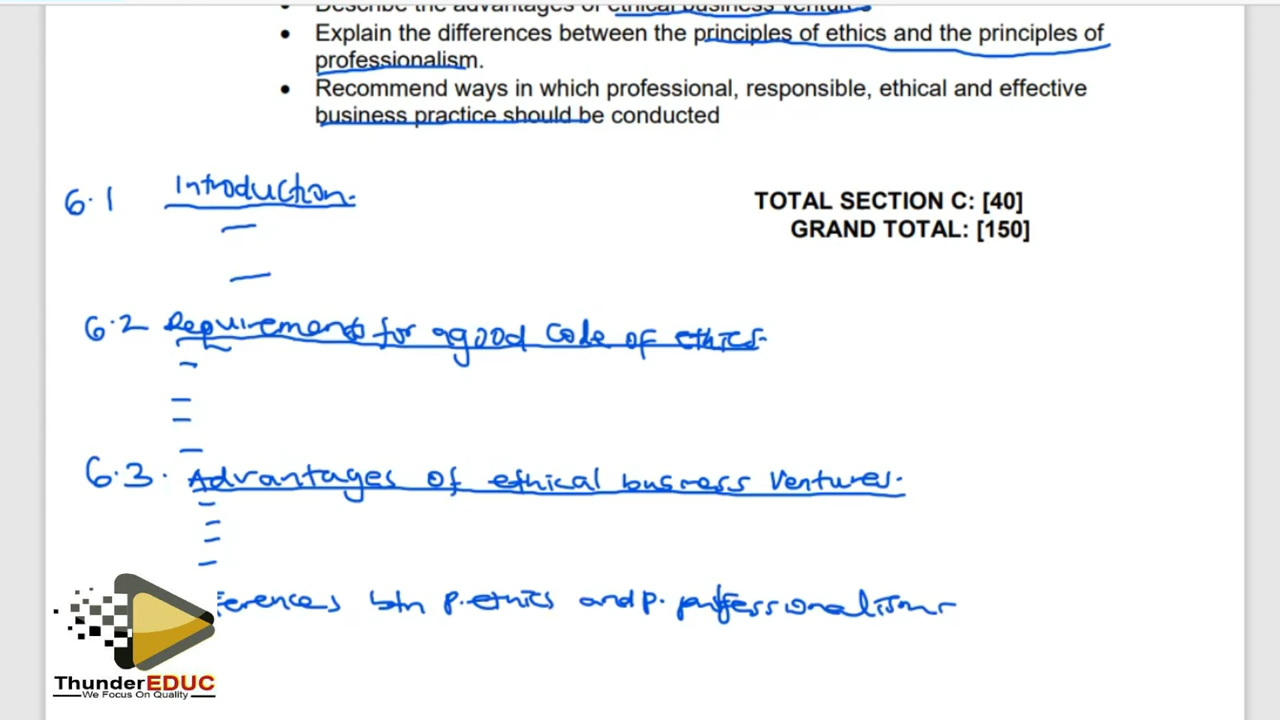 • Describe the advantages of ethical business venture
• Explain the differences between the principles of ethics and the principles of
professionalism.
• Recommend ways in which professional, responsible, ethical and effective
business practice should be conducted
6.1 Introduction.
TOTAL SECTION C: [40]
GRAND TOTAL: [150]
6.2 Requirements for a good code of ethics.
6.3. Advantages of ethical business ventures.
ferences btn p. ethics and p. professionalism
ThunderEDUC
We Focus On Quality